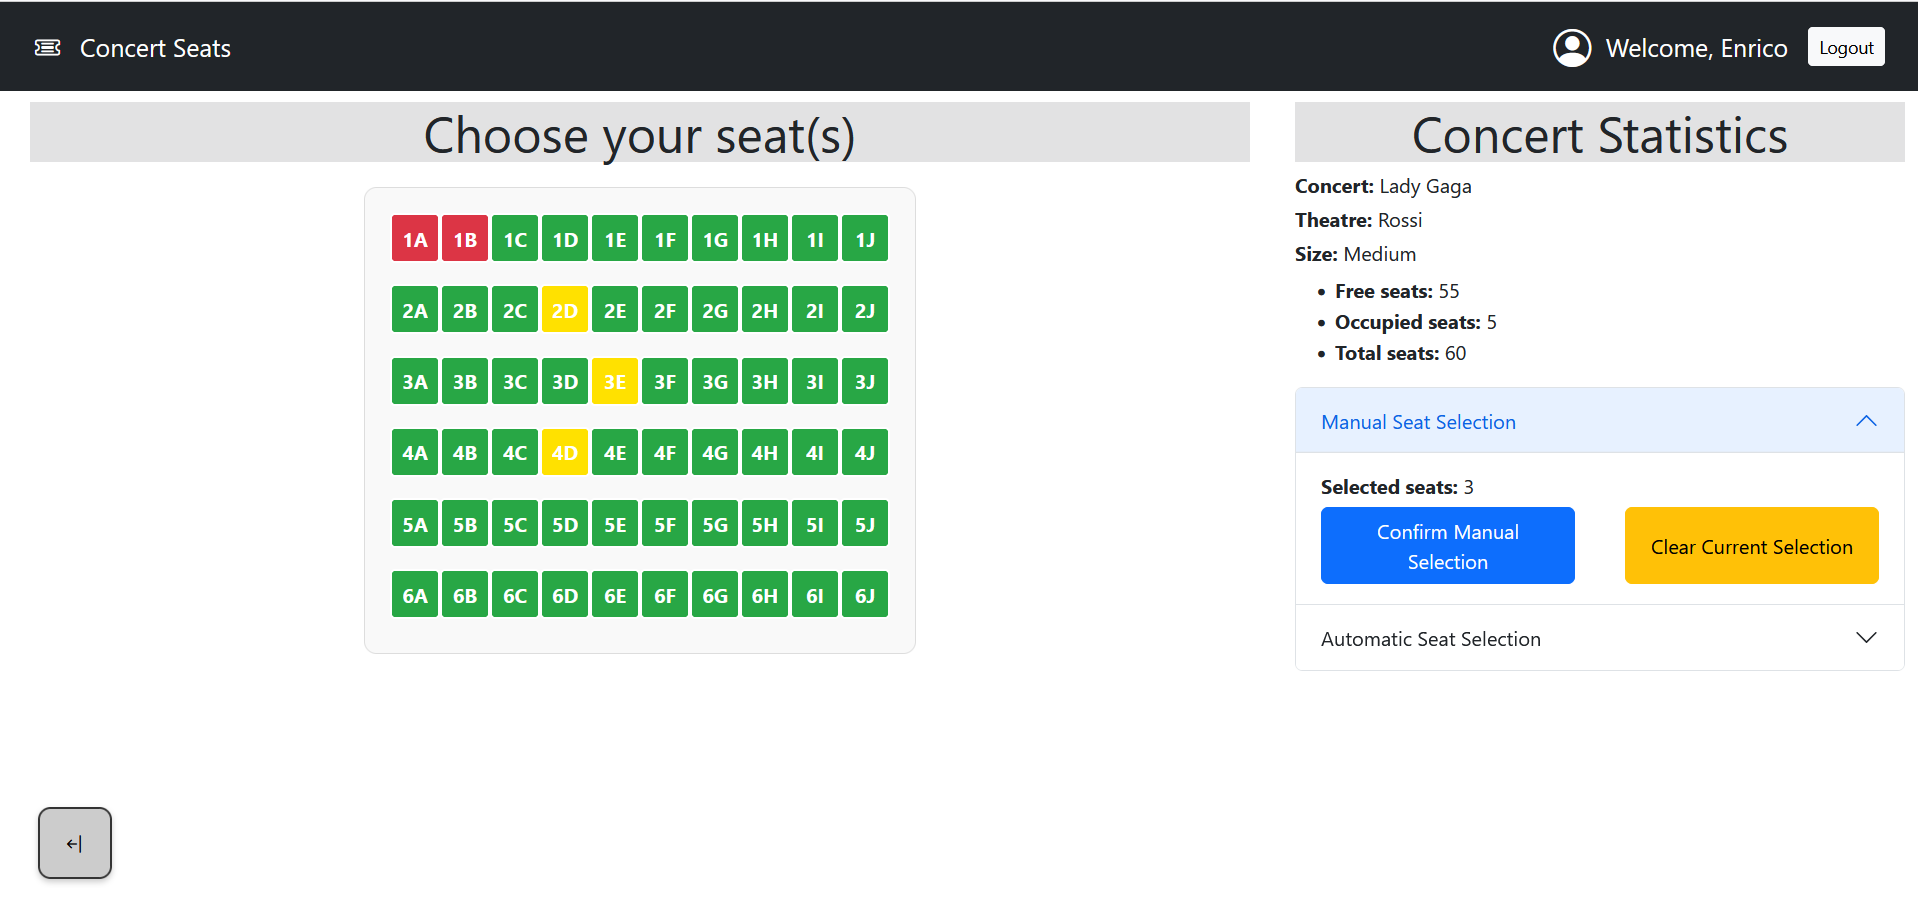 Concert Seats
Welcome, Enrico
Logout
Choose your seat(s)
1A 1B 1C 1D 1E 1F 1G 1H 1I 1J
2A 2B 2C 2D 2E 2F 2G 2H 2I 2J
3A 3B 3C 3D 3E 3F 3G 3H 3I 3J
4A 4B 4C 4D 4E 4F 4G 4H 4I 4J
5A 5B 5C 5D 5E 5F 5G 5H 5I 5J
6A 6B 6C 6D 6E 6F 6G 6H 6I 6J
Concert Statistics
Concert: Lady Gaga
Theatre: Rossi
Size: Medium
Free seats: 55
Occupied seats: 5
Total seats: 60
Manual Seat Selection
Selected seats: 3
Confirm Manual
Selection
Clear Current Selection
Automatic Seat Selection